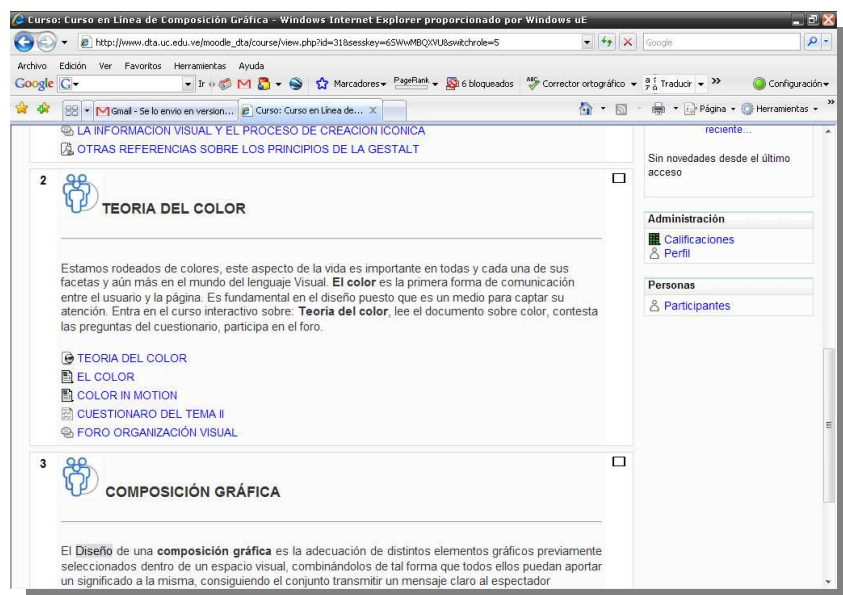 Curso: Curso en Línea de Composición Gráfica - Windows Internet Explorer proporcionado por Windows uE
http://www.dta.uc.edu.ve/moodle_dta/course/view.php?id=31&sesskey=6SWwMBQXVU&switchrole=5
Google
Archivo Edición Ver Favoritos Herramientas Ayuda
Google G Ir Marcadores PageRank 6 bloqueados Corrector ortográfico Traducir » Configuración
Gmail - Se lo envio en version... Curso: Curso en Línea de... X Página Herramientas »
LA INFORMACIÓN VISUAL Y EL PROCESO DE CREACIÓN ICÓNICA
OTRAS REFERENCIAS SOBRE LOS PRINCIPIOS DE LA GESTALT
2
TEORIA DEL COLOR
Estamos rodeados de colores, este aspecto de la vida es importante en todas y cada una de sus
facetas y aún más en el mundo del lenguaje Visual. El color es la primera forma de comunicación
entre el usuario y la página. Es fundamental en el diseño puesto que es un medio para captar su
atención. Entra en el curso interactivo sobre: Teoría del color, lee el documento sobre color, contesta
las preguntas del cuestionario, participa en el foro.
TEORIA DEL COLOR
EL COLOR
COLOR IN MOTION
CUESTIONARO DEL TEMA II
FORO ORGANIZACIÓN VISUAL
3
COMPOSICIÓN GRÁFICA
El Diseño de una composición gráfica es la adecuación de distintos elementos gráficos previamente
seleccionados dentro de un espacio visual, combinándolos de tal forma que todos ellos puedan aportar
un significado a la misma, consiguiendo el conjunto transmitir un mensaje claro al espectador
reciente...
Sin novedades desde el último
acceso
Administración
Calificaciones
Perfil
Personas
Participantes